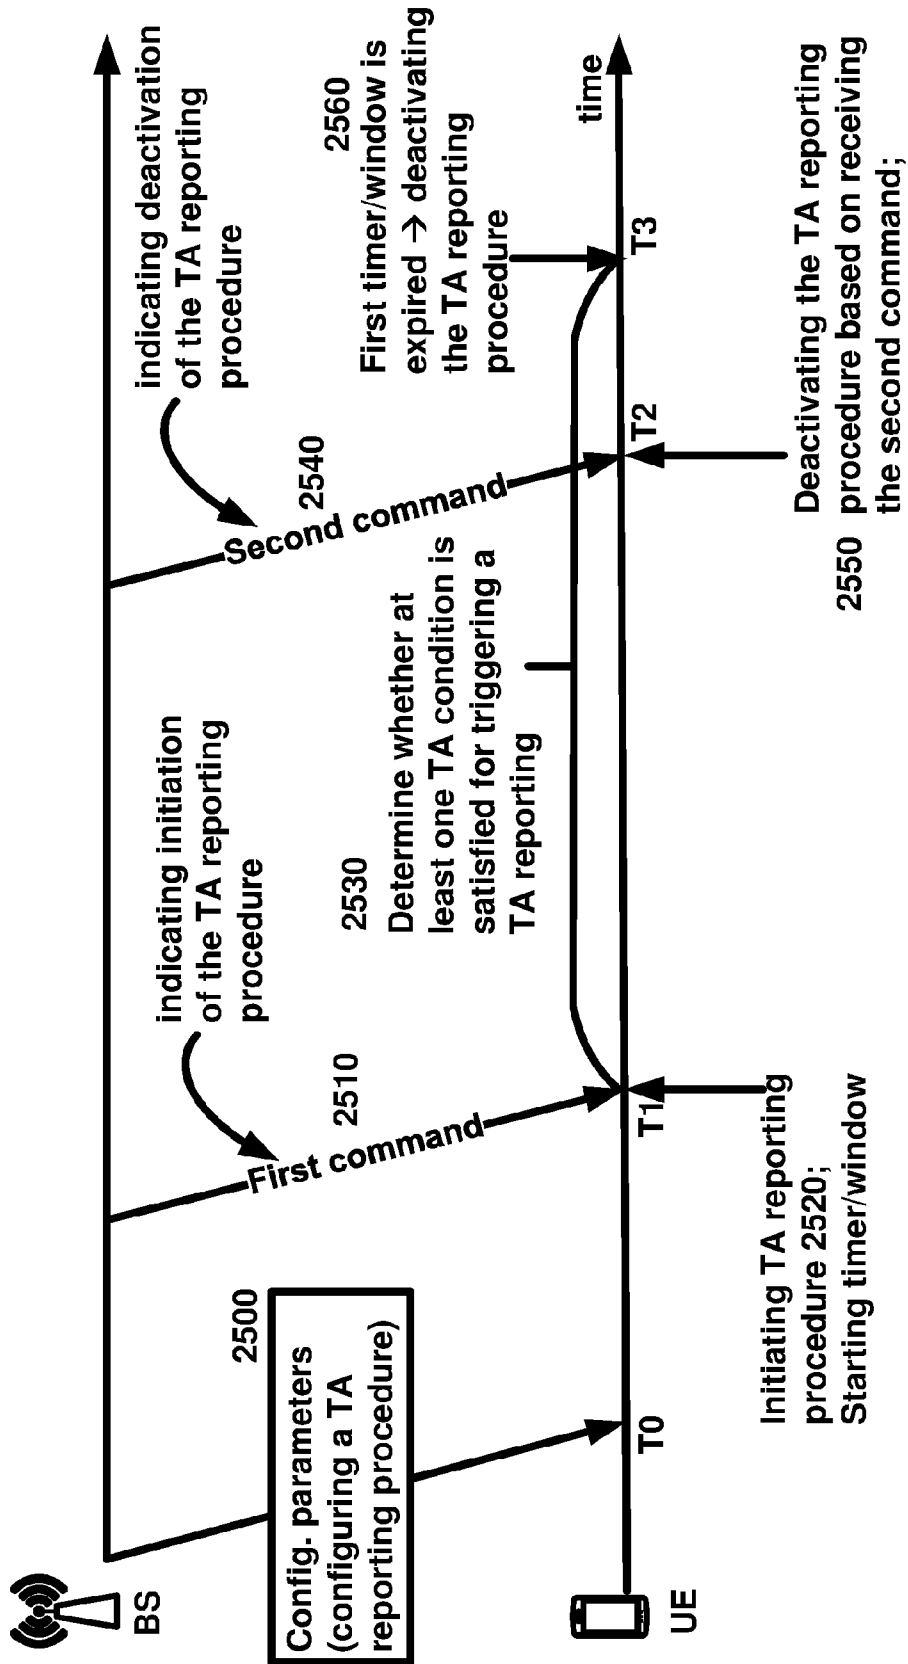 BS
UE
2500
Config. parameters
(configuring a TA
reporting procedure)
T0
indicating initiation
of the TA reporting
procedure
First command
2510
T1
Initiating TA reporting
procedure 2520;
Starting timer/window
2530
Determine whether at
least one TA condition is
satisfied for triggering a
TA reporting
indicating deactivation
of the TA reporting
procedure
Second command
2540
T2
2550
Deactivating the TA reporting
procedure based on receiving
the second command;
2560
First timer/window is
expired → deactivating
the TA reporting
procedure
T3
time